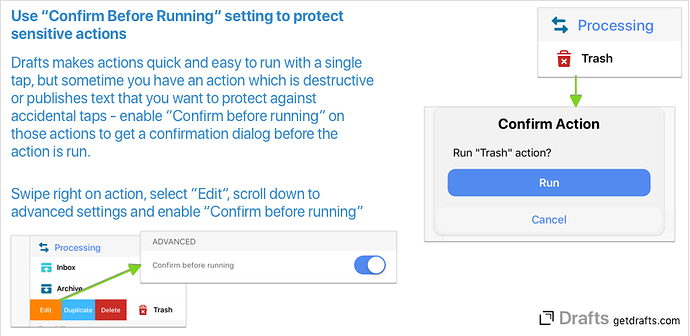 Use “Confirm Before Running” setting to protect
sensitive actions
Drafts makes actions quick and easy to run with a single
tap, but sometime you have an action which is destructive
or publishes text that you want to protect against
accidental taps - enable “Confirm before running” on
those actions to get a confirmation dialog before the
action is run.
Swipe right on action, select “Edit”, scroll down to
advanced settings and enable “Confirm before running”
Processing
Inbox
Archive
Edit
Duplicate
Delete
Trash
ADVANCED
Confirm before running
Processing
Trash
Confirm Action
Run "Trash" action?
Run
Cancel
Drafts getdrafts.com